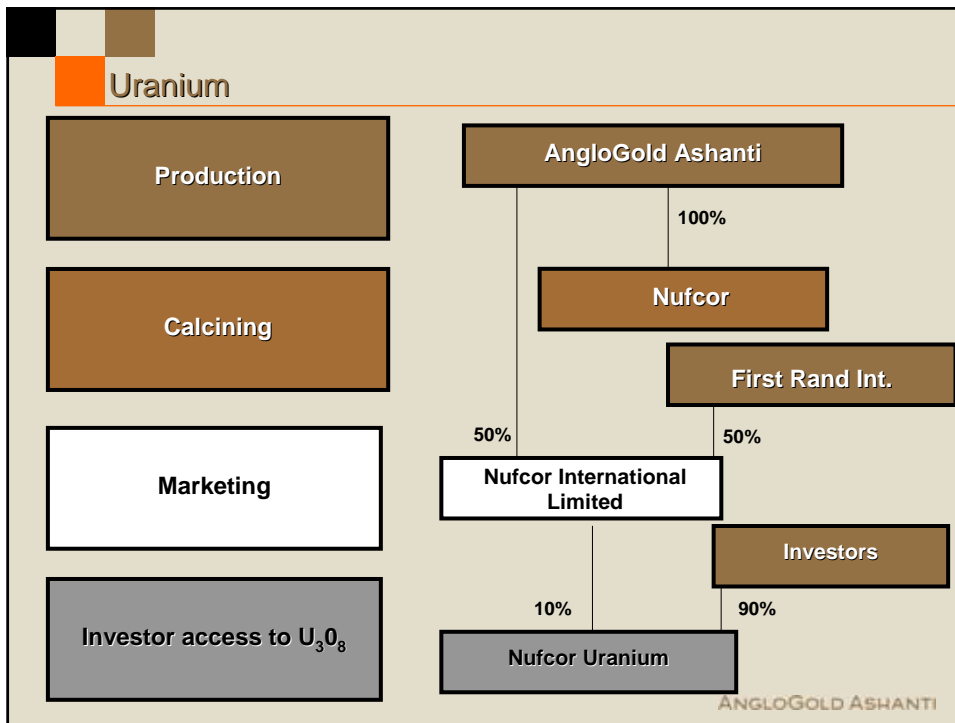 Uranium
Production
AngloGold Ashanti
100%
Calcining
Nufcor
First Rand Int.
50%
50%
Marketing
Nufcor International
Limited
Investors
10%
90%
Investor access to U₃0₈
Nufcor Uranium
ANGLOGOLD ASHANTI